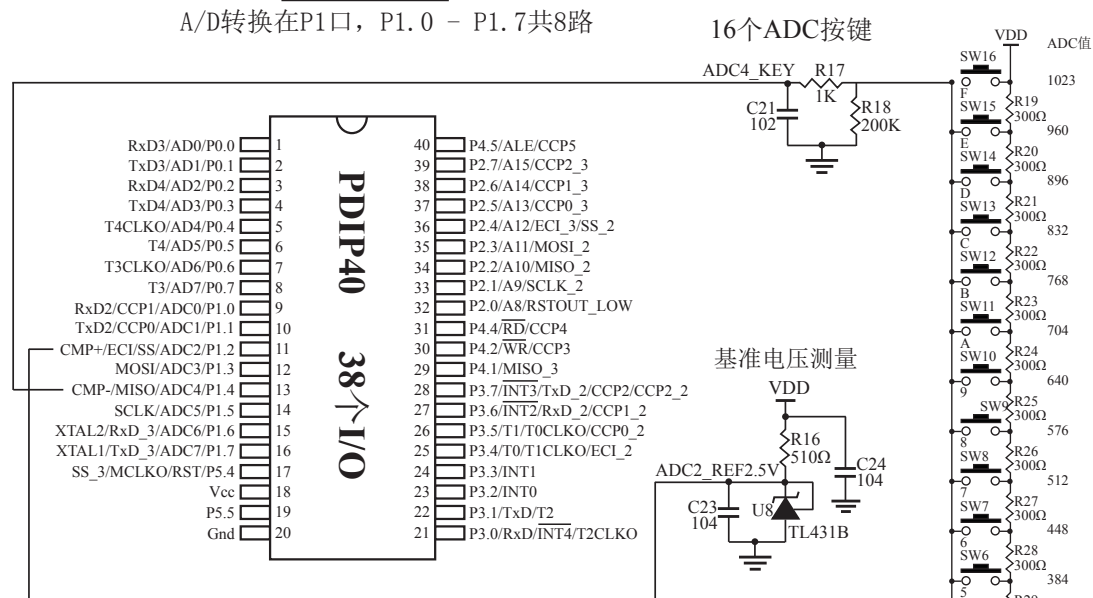 A/D转换在P1口，P1.0 - P1.7共8路
16个ADC按键
VDD
ADC值
ADC4_KEY
R17
1K
C21
102
R18
200K
SW16
F
1023
R19
300Ω
SW15
E
960
R20
300Ω
SW14
D
896
R21
300Ω
SW13
C
832
R22
300Ω
SW12
B
768
R23
300Ω
SW11
A
704
R24
300Ω
SW10
9
640
R25
300Ω
SW9
8
576
R26
300Ω
SW8
7
512
R27
300Ω
SW7
6
448
R28
300Ω
SW6
5
384
PDIP40 38个I/O
RxD3/AD0/P0.0 1
TxD3/AD1/P0.1 2
RxD4/AD2/P0.2 3
TxD4/AD3/P0.3 4
T4CLKO/AD4/P0.4 5
T4/AD5/P0.5 6
T3CLKO/AD6/P0.6 7
T3/AD7/P0.7 8
RxD2/CCP1/ADC0/P1.0 9
TxD2/CCP0/ADC1/P1.1 10
CMP+/ECI/SS/ADC2/P1.2 11
MOSI/ADC3/P1.3 12
CMP-/MISO/ADC4/P1.4 13
SCLK/ADC5/P1.5 14
XTAL2/RxD_3/ADC6/P1.6 15
XTAL1/TxD_3/ADC7/P1.7 16
SS_3/MCLKO/RST/P5.4 17
Vcc 18
P5.5 19
Gnd 20
40 P4.5/ALE/CCP5
39 P2.7/A15/CCP2_3
38 P2.6/A14/CCP1_3
37 P2.5/A13/CCP0_3
36 P2.4/A12/ECI_3/SS_2
35 P2.3/A11/MOSI_2
34 P2.2/A10/MISO_2
33 P2.1/A9/SCLK_2
32 P2.0/A8/RSTOUT_LOW
31 P4.4/RD/CCP4
30 P4.2/WR/CCP3
29 P4.1/MISO_3
28 P3.7/INT3/TxD_2/CCP2/CCP2_2
27 P3.6/INT2/RxD_2/CCP1_2
26 P3.5/T1/T0CLKO/CCP0_2
25 P3.4/T0/T1CLKO/ECI_2
24 P3.3/INT1
23 P3.2/INT0
22 P3.1/TxD/T2
21 P3.0/RxD/INT4/T2CLKO
基准电压测量
VDD
R16
510Ω
C24
104
ADC2_REF2.5V
C23
104
U8
TL431B